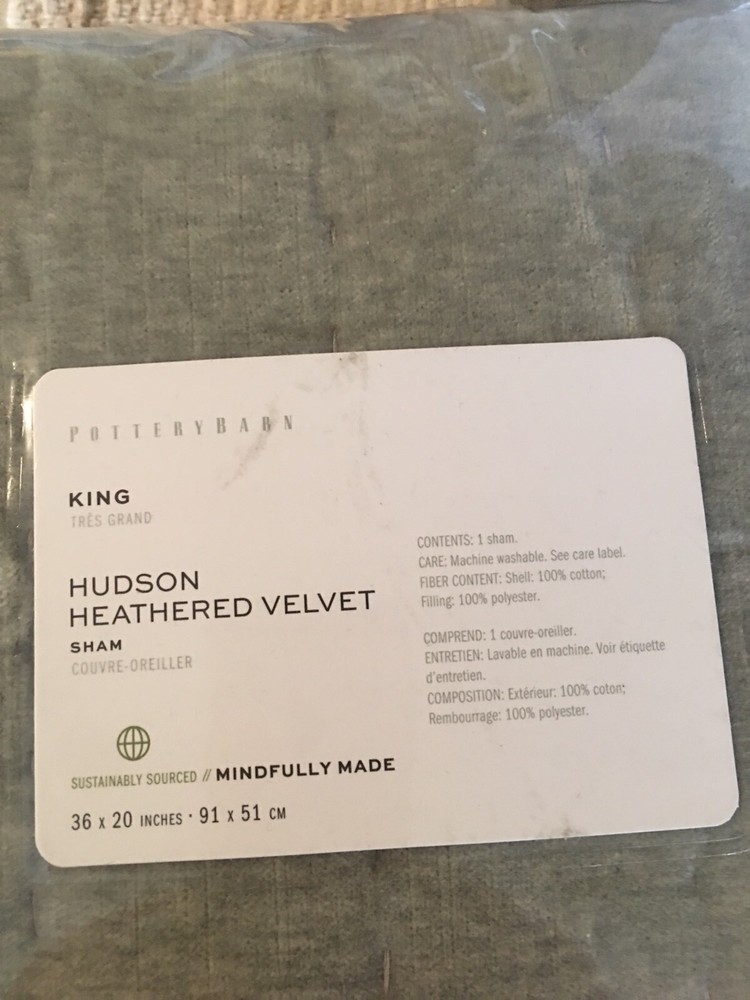 POTTERYBARN
KING
TRÈS GRAND
HUDSON
HEATHERED VELVET
SHAM
COUVRE-OREILLER
SUSTAINABLY SOURCED // MINDFULLY MADE
36 x 20 INCHES · 91 x 51 CM
CONTENTS: 1 sham.
CARE: Machine washable. See care label.
FIBER CONTENT: Shell: 100% cotton;
Filling: 100% polyester.
COMPREND: 1 couvre-oreiller.
ENTRETIEN: Lavable en machine. Voir étiquette
d'entretien.
COMPOSITION: Extérieur: 100% coton;
Rembourrage: 100% polyester.